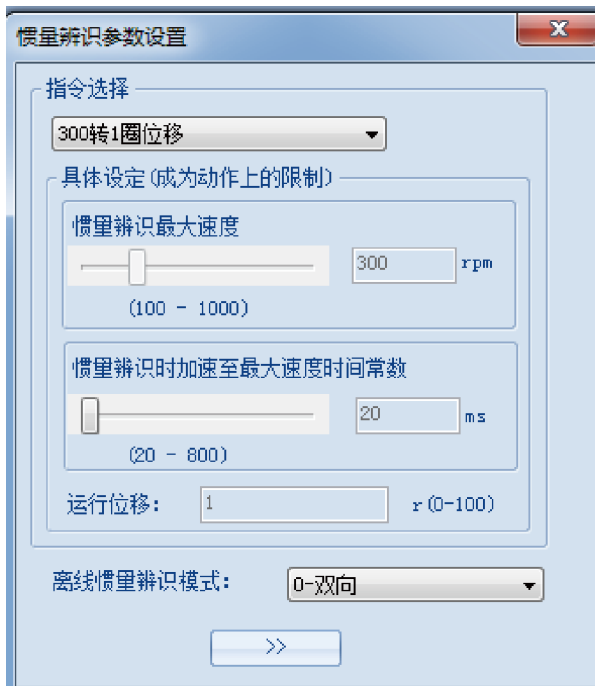 惯量辨识参数设置
指令选择
300转1圈位移
具体设定(成为动作上的限制)
惯量辨识最大速度
300 rpm
(100 - 1000)
惯量辨识时加速至最大速度时间常数
20 ms
(20 - 800)
运行位移: 1 r(0-100)
离线惯量辨识模式: 0-双向
>>